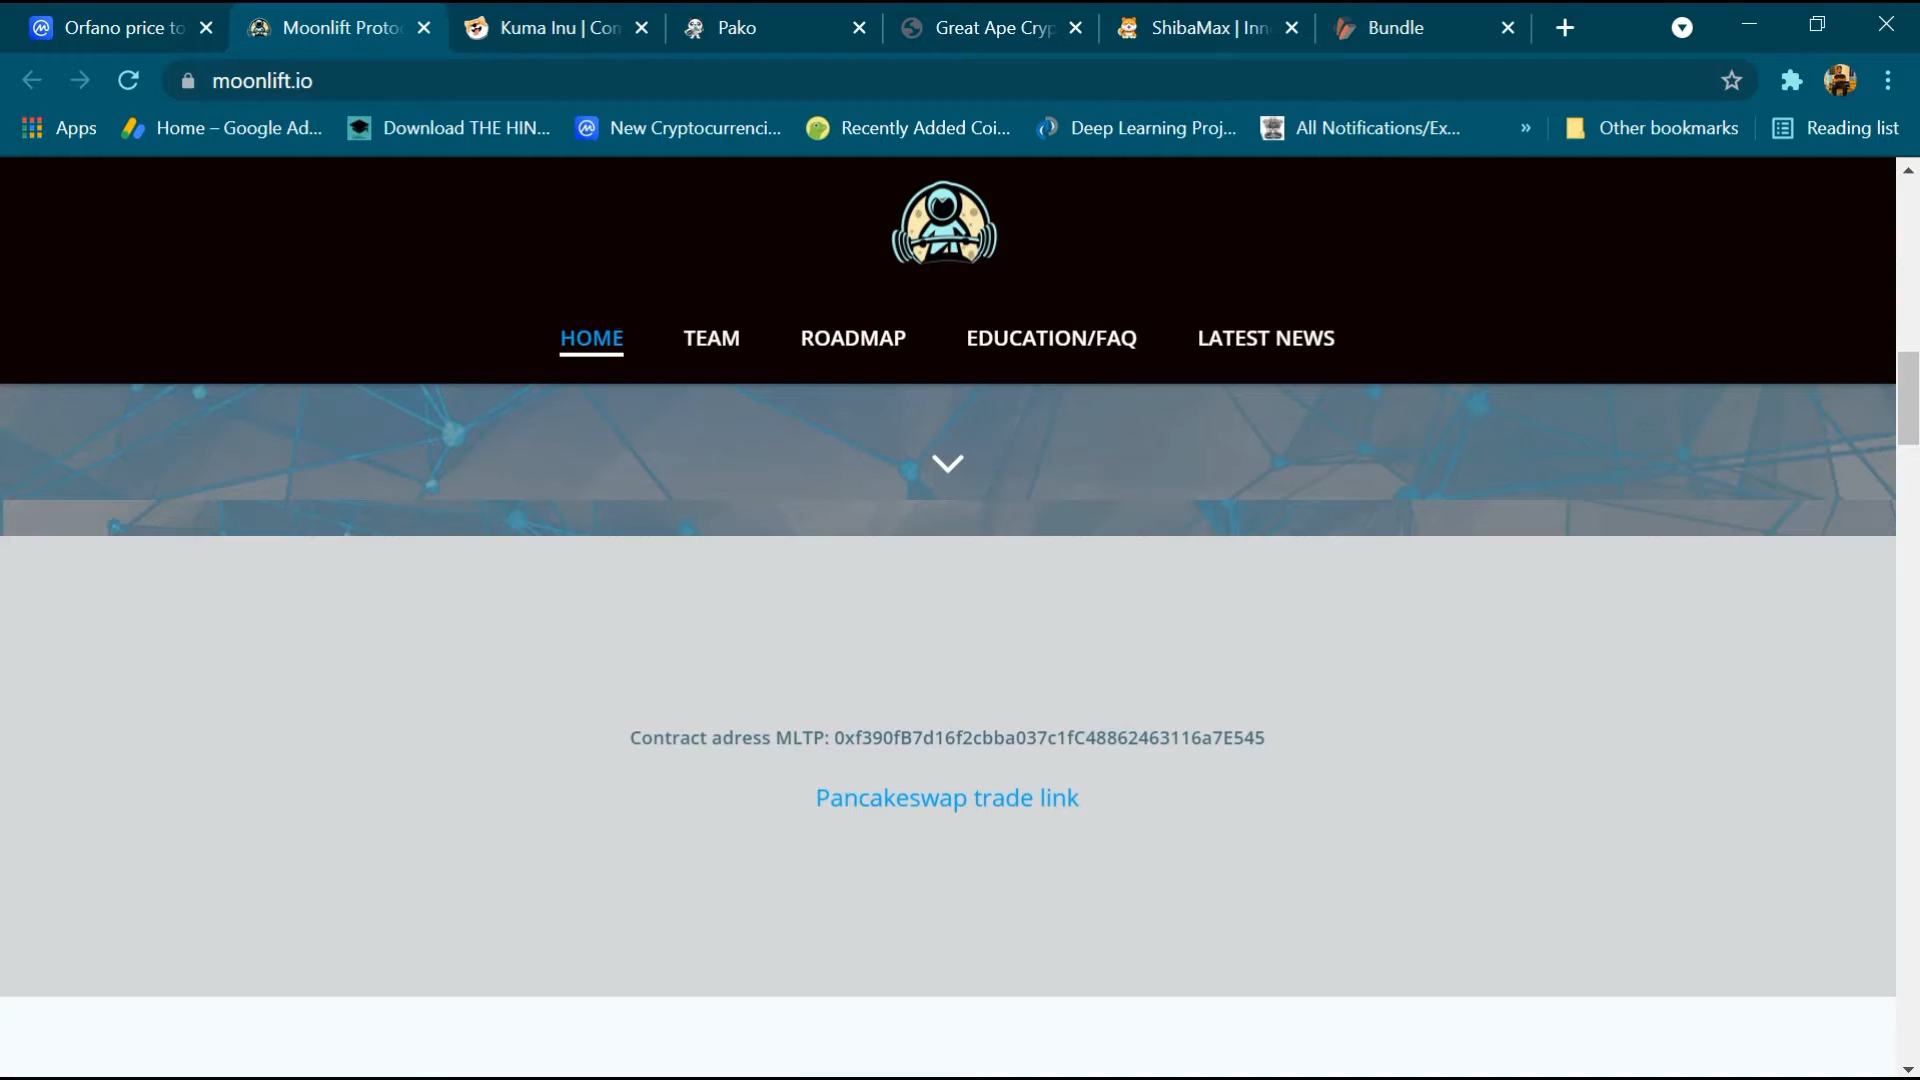 Orfano price to
Moonlift Protoc
Kuma Inu | Con
Pako
Great Ape Cryp
ShibaMax | Inno
Bundle
moonlift.io
Apps
Home – Google Ad...
Download THE HIN...
New Cryptocurrenci...
Recently Added Coi...
Deep Learning Proj...
All Notifications/Ex...
»
Other bookmarks
Reading list
HOME
TEAM
ROADMAP
EDUCATION/FAQ
LATEST NEWS
Contract adress MLTP: 0xf390fB7d16f2cbba037c1fC48862463116a7E545
Pancakeswap trade link